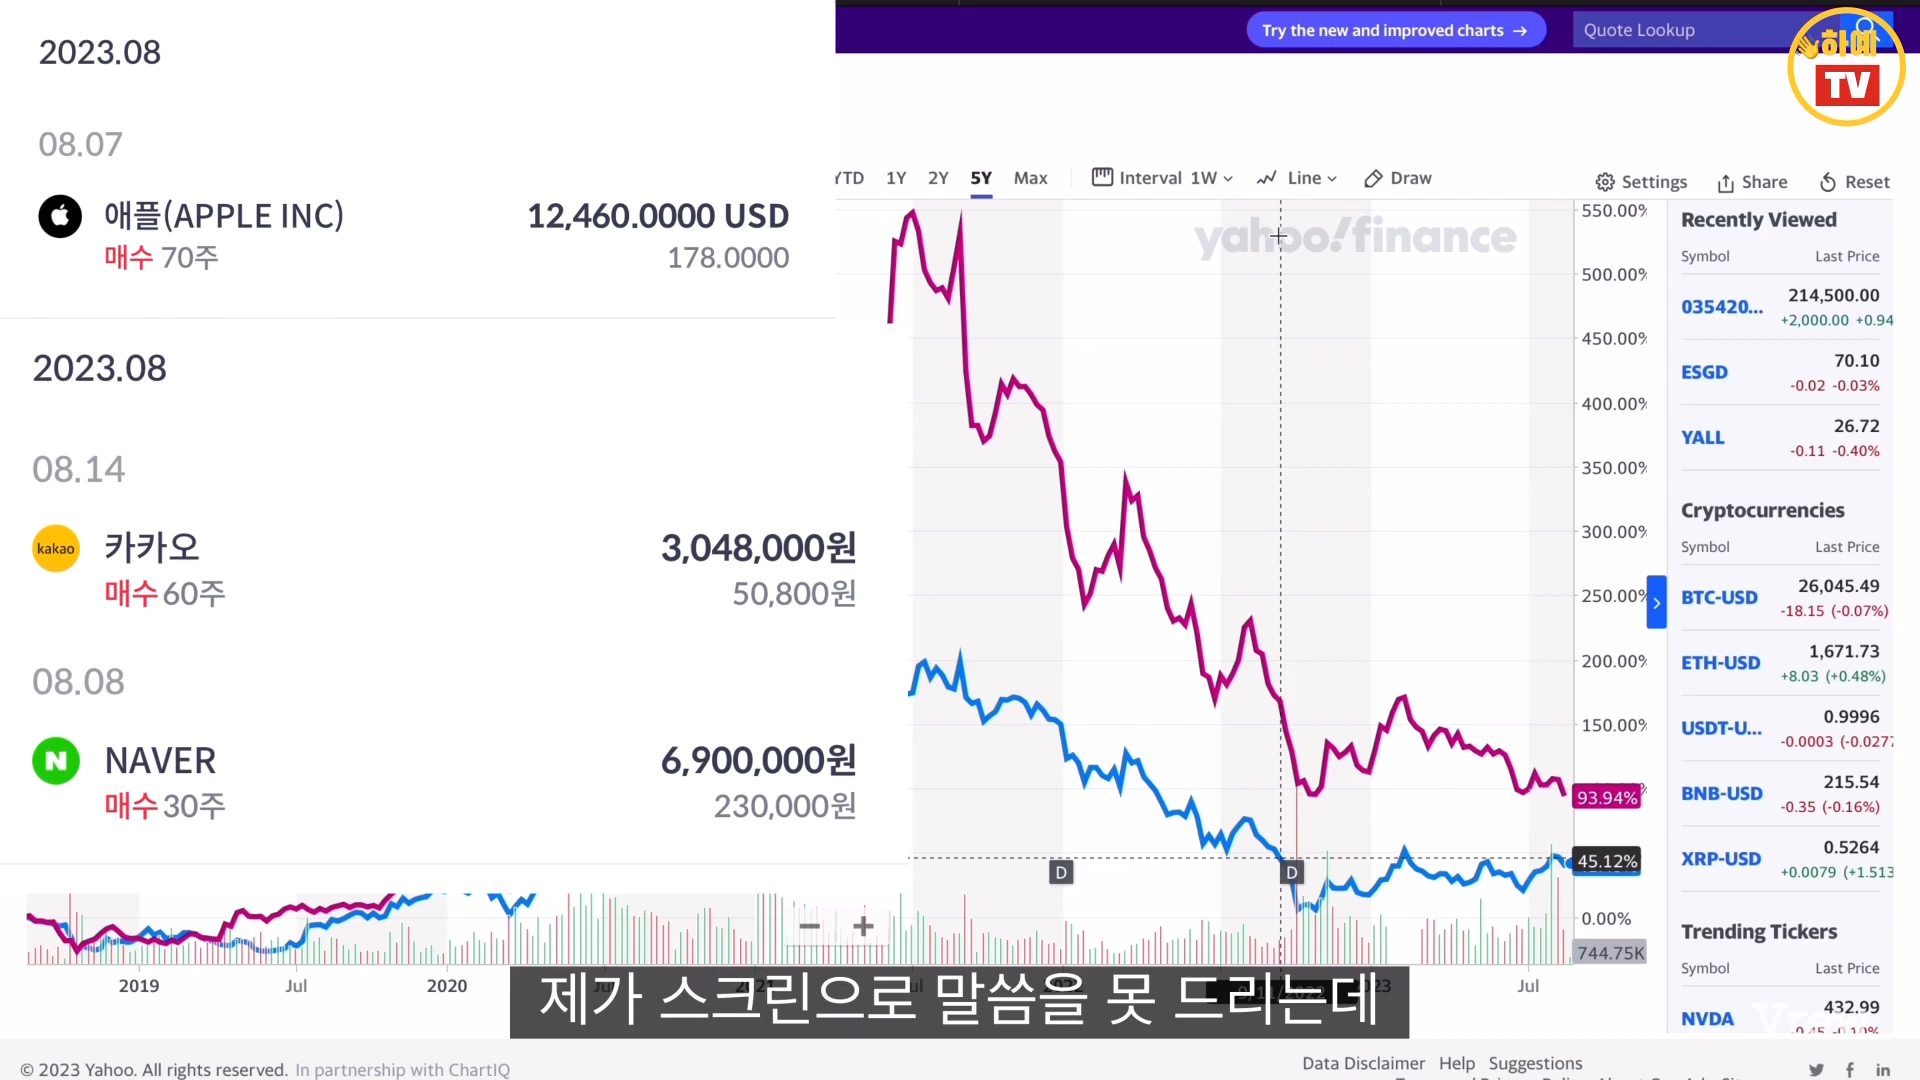 2023.08
08.07
애플(APPLE INC)
12,460.0000 USD
매수 70주
178.0000
2023.08
08.14
kakao
카카오
3,048,000원
매수 60주
50,800원
08.08
N
NAVER
6,900,000원
매수 30주
230,000원
Try the new and improved charts →
Quote Lookup
하예
TV
YTD 1Y 2Y 5Y Max
Interval 1W
Line
Draw
Settings
Share
Reset
yahoo!finance
550.00%
500.00%
450.00%
400.00%
350.00%
300.00%
250.00%
200.00%
150.00%
93.94%
45.12%
0.00%
744.75K
D
D
2019 Jul 2020 2021 Jul
제가 스크린으로 말씀을 못 드리는데
Recently Viewed
Symbol Last Price
035420... 214,500.00
+2,000.00 +0.94
ESGD 70.10
-0.02 -0.03%
YALL 26.72
-0.11 -0.40%
Cryptocurrencies
Symbol Last Price
BTC-USD 26,045.49
-18.15 (-0.07%)
ETH-USD 1,671.73
+8.03 (+0.48%)
USDT-U... 0.9996
-0.0003 (-0.0277
BNB-USD 215.54
-0.35 (-0.16%)
XRP-USD 0.5264
+0.0079 (+1.513
Trending Tickers
Symbol Last Price
NVDA 432.99
© 2023 Yahoo. All rights reserved. In partnership with ChartIQ
Data Disclaimer Help Suggestions